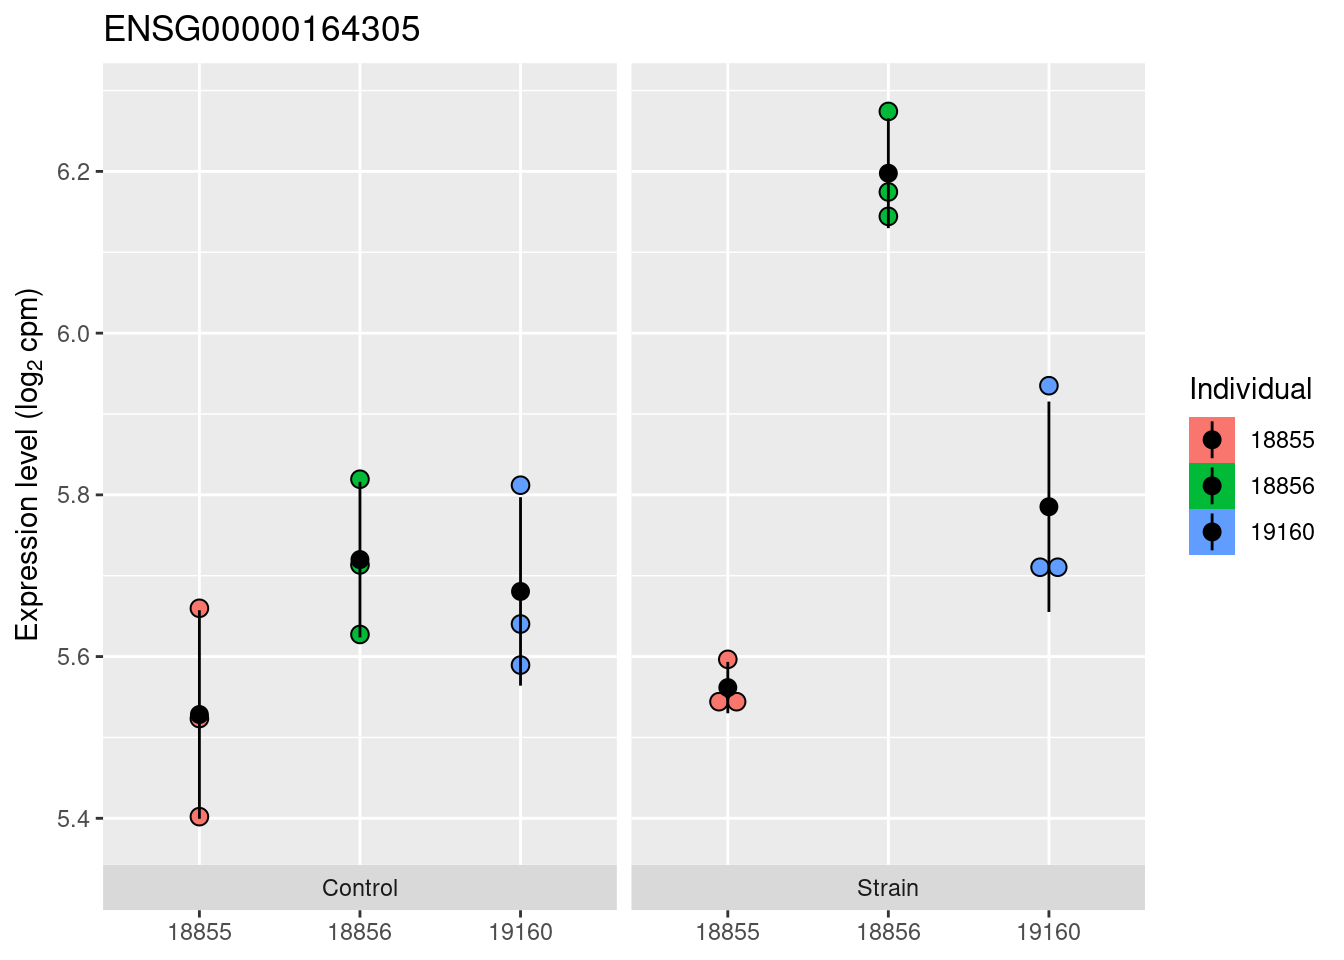 ENSG00000164305
Expression level (log₂ cpm)
6.2
6.0
5.8
5.6
5.4
Control
Strain
18855
18856
19160
18855
18856
19160
Individual
18855
18856
19160